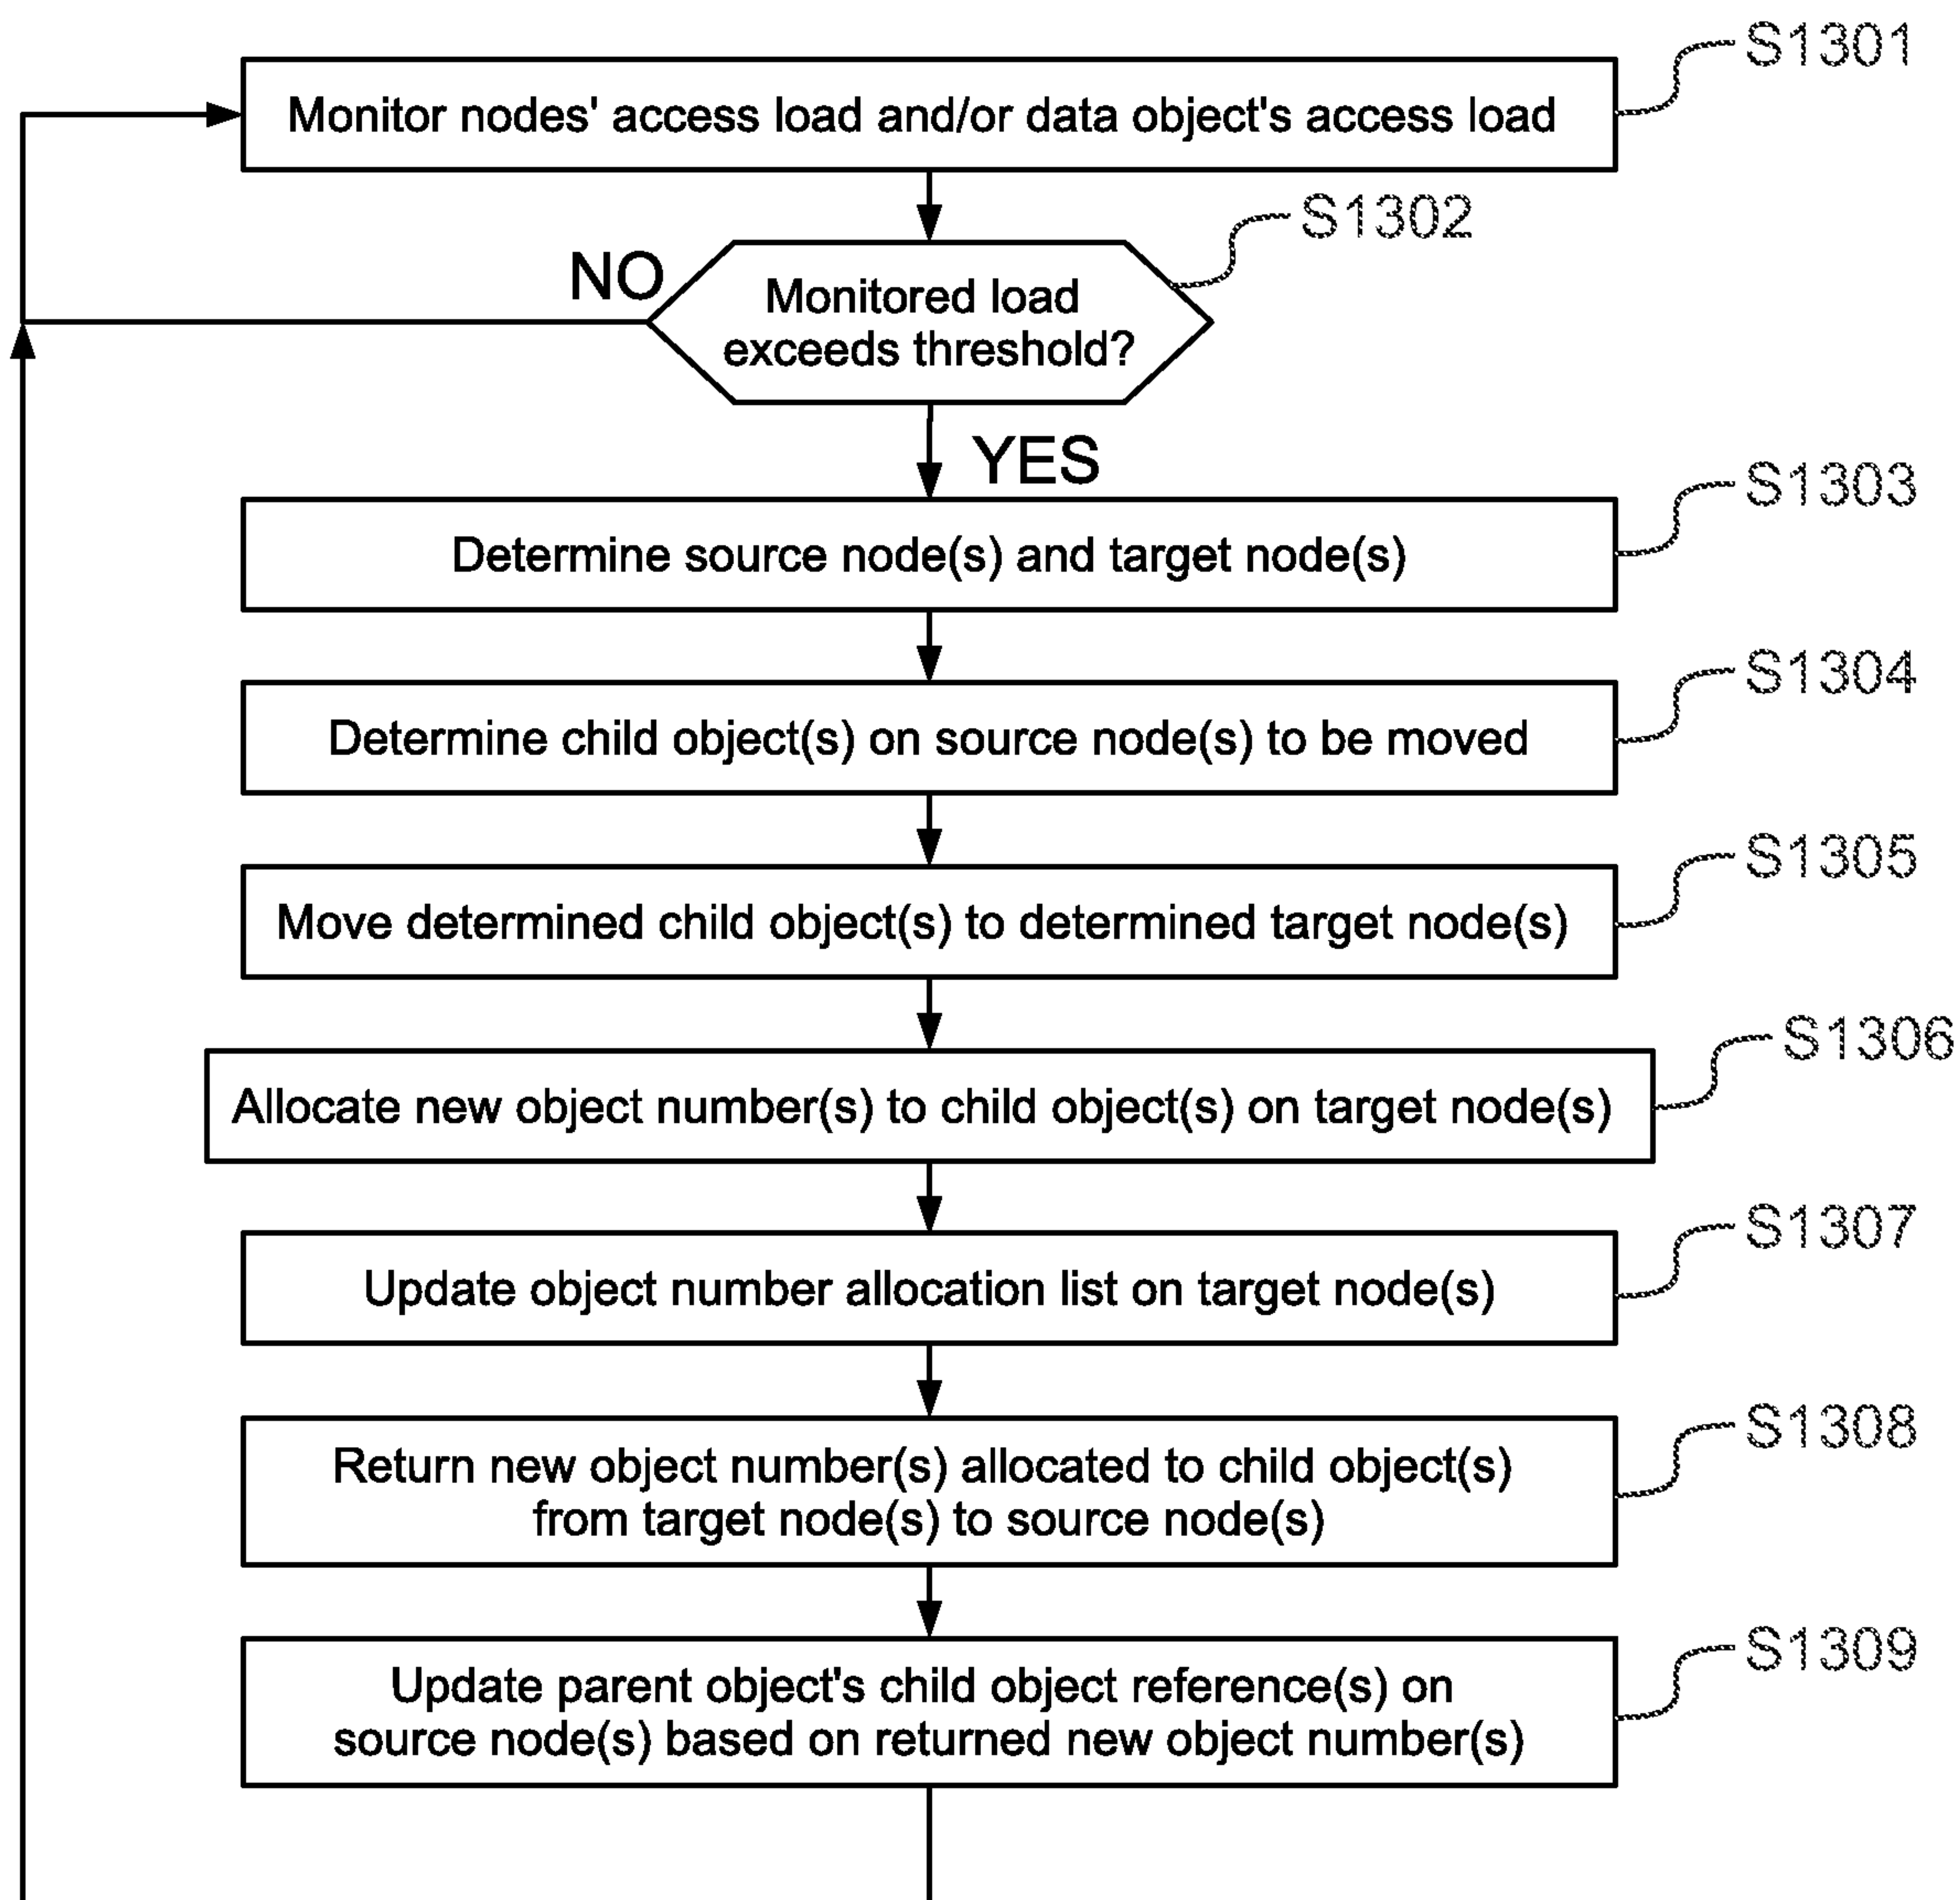 S1301
Monitor nodes' access load and/or data object's access load
S1302
NO
Monitored load
exceeds threshold?
YES
S1303
Determine source node(s) and target node(s)
S1304
Determine child object(s) on source node(s) to be moved
S1305
Move determined child object(s) to determined target node(s)
S1306
Allocate new object number(s) to child object(s) on target node(s)
S1307
Update object number allocation list on target node(s)
S1308
Return new object number(s) allocated to child object(s)
from target node(s) to source node(s)
S1309
Update parent object's child object reference(s) on
source node(s) based on returned new object number(s)